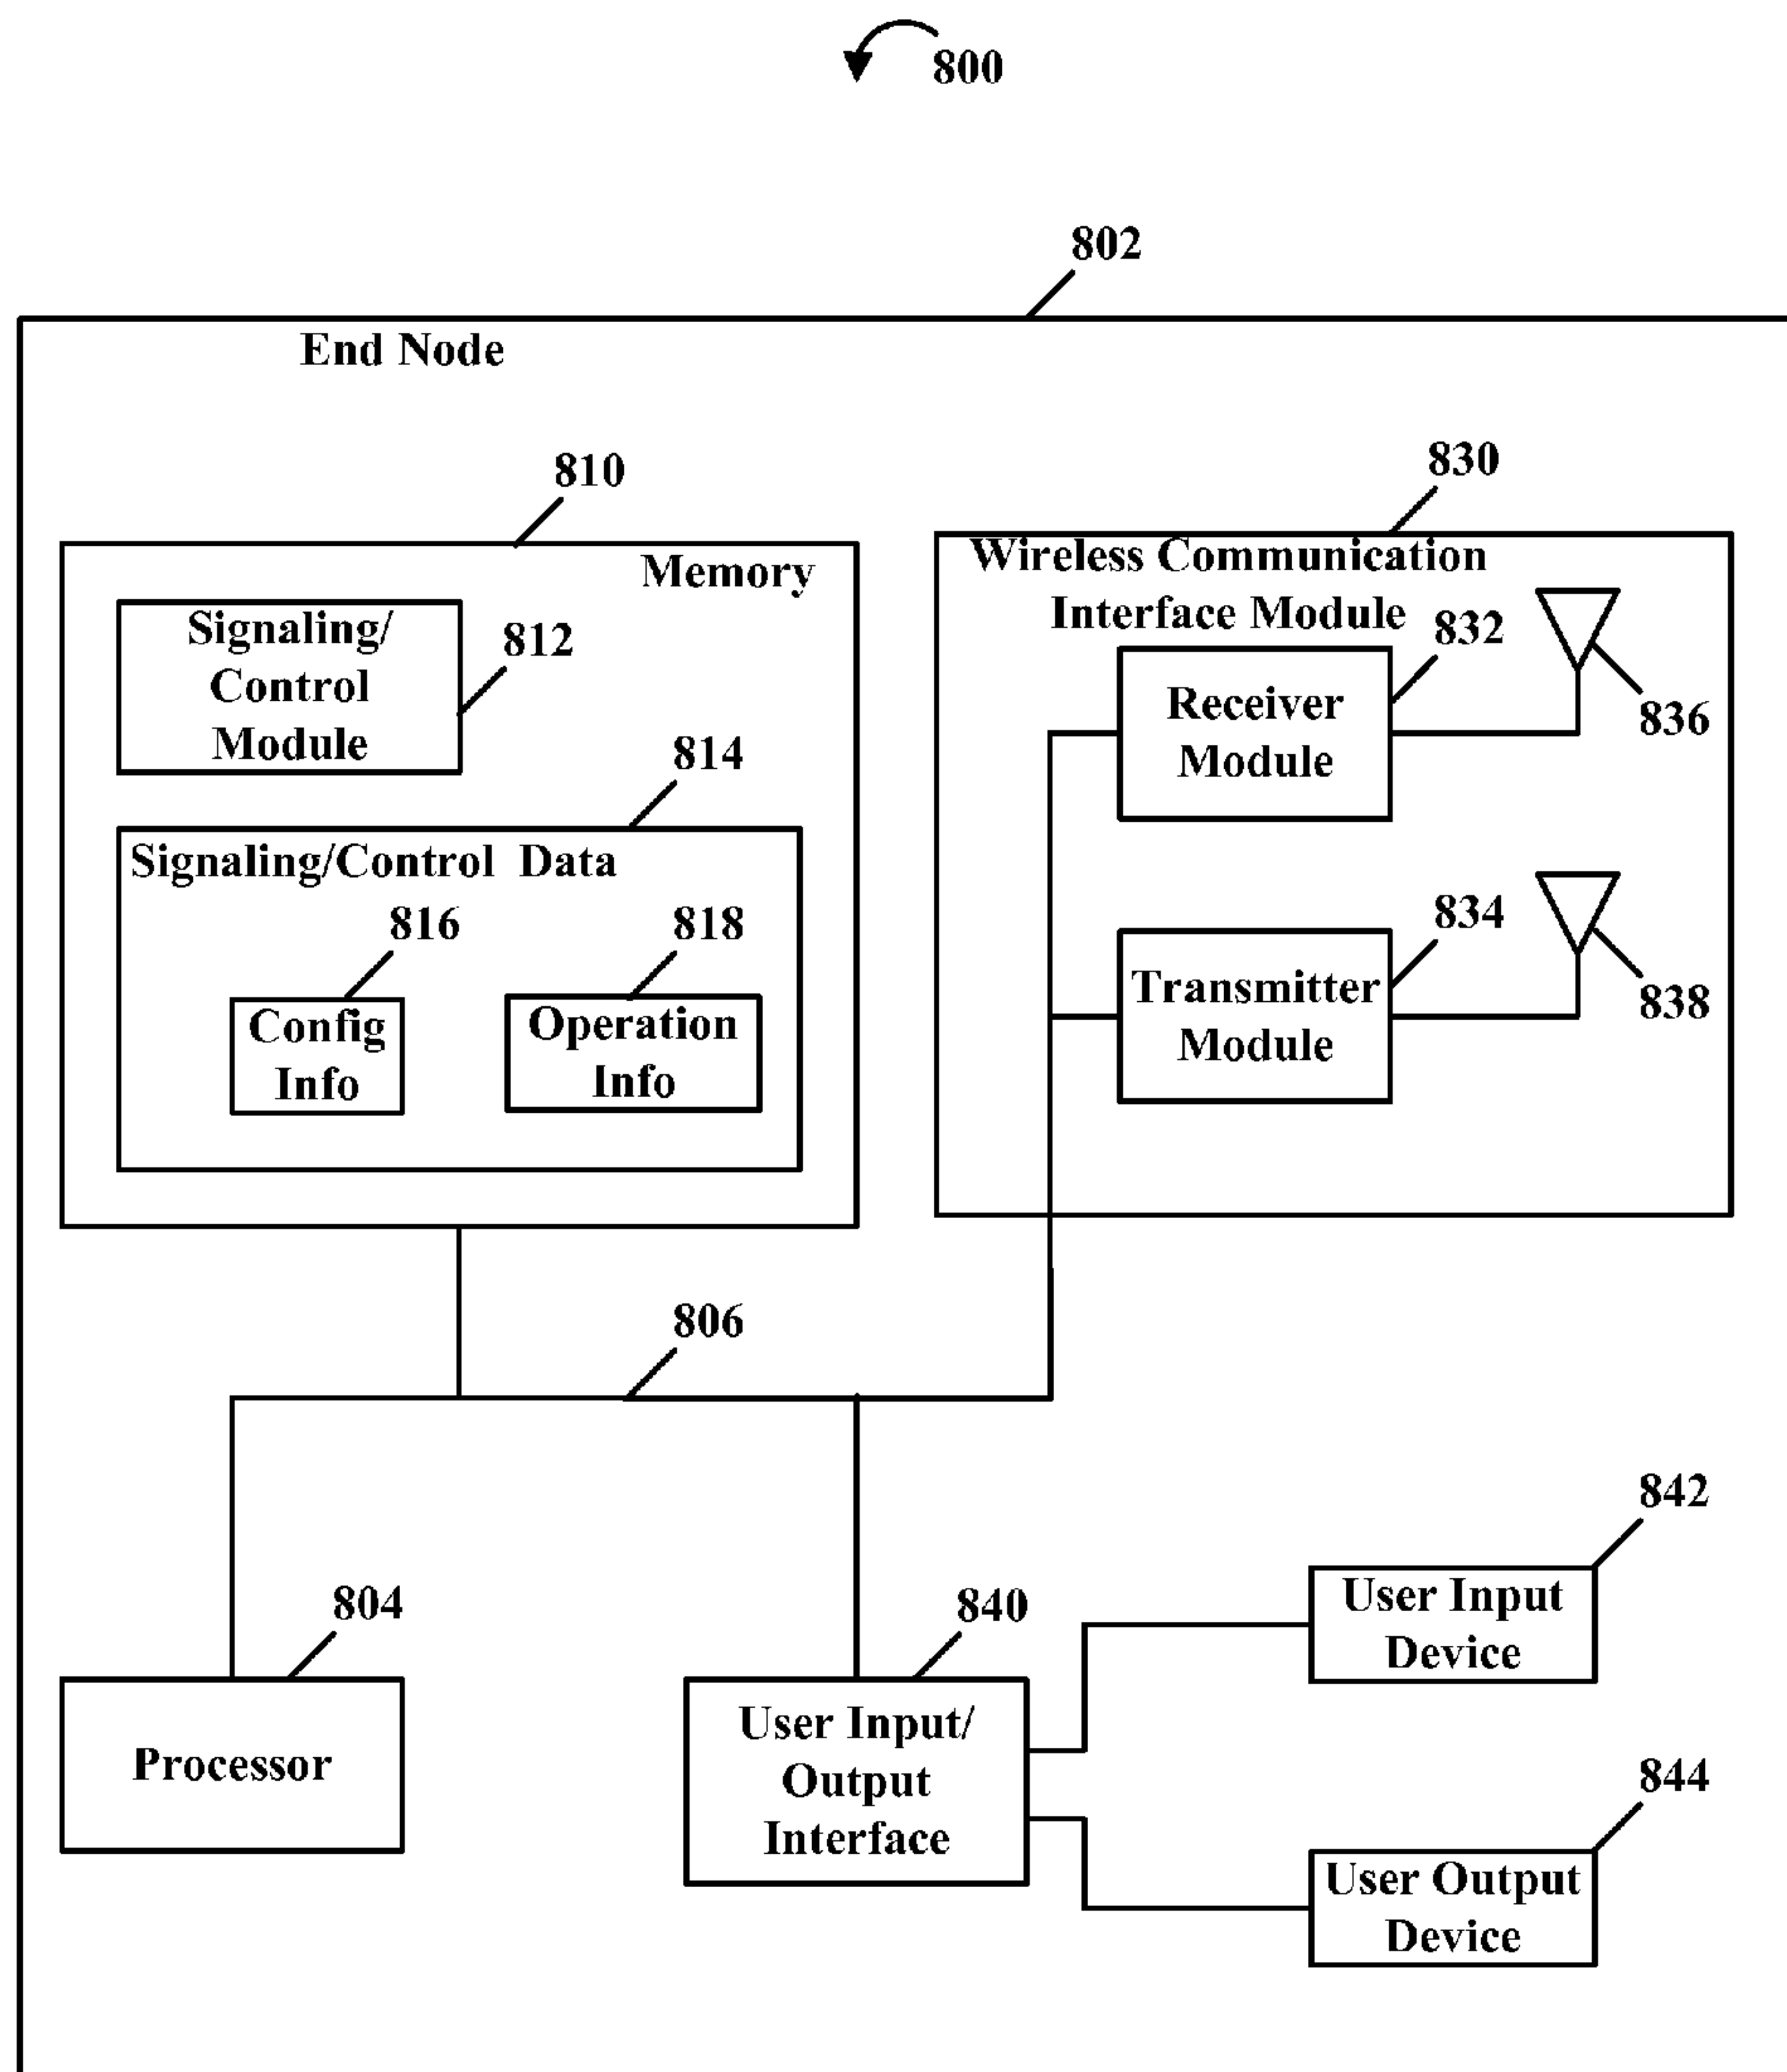 800
802
End Node
810
Memory
Signaling/
Control
Module
812
814
Signaling/Control Data
816
818
Config
Info
Operation
Info
830
Wireless Communication
Interface Module
832
Receiver
Module
836
834
Transmitter
Module
838
806
804
Processor
840
User Input/
Output
Interface
842
User Input
Device
844
User Output
Device